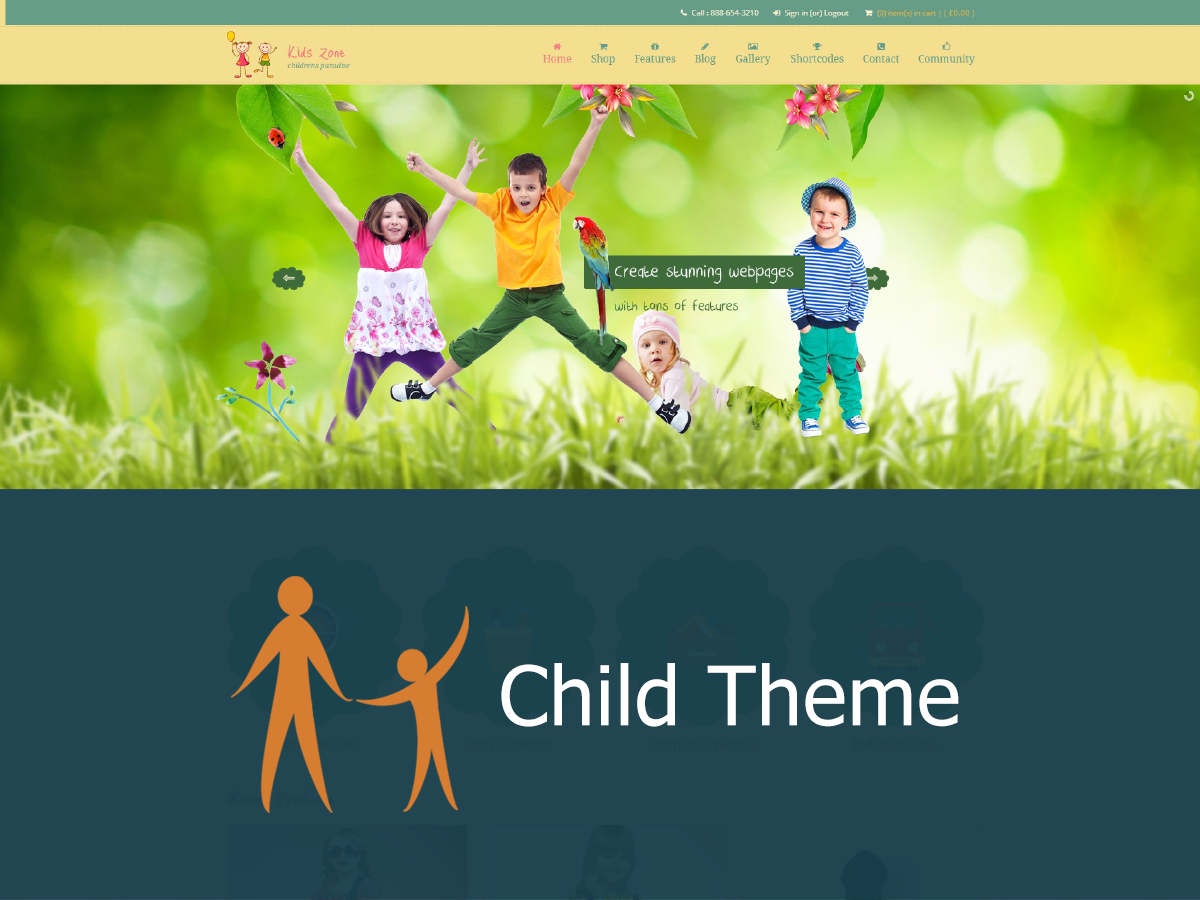 Call : 888-654-3210 Sign in (or) Logout (0) item(s) in cart | ( £0.00 )
Kids Zone
childrens paradise
Home Shop Features Blog Gallery Shortcodes Contact Community
Create stunning webpages
with tons of features
Child Theme